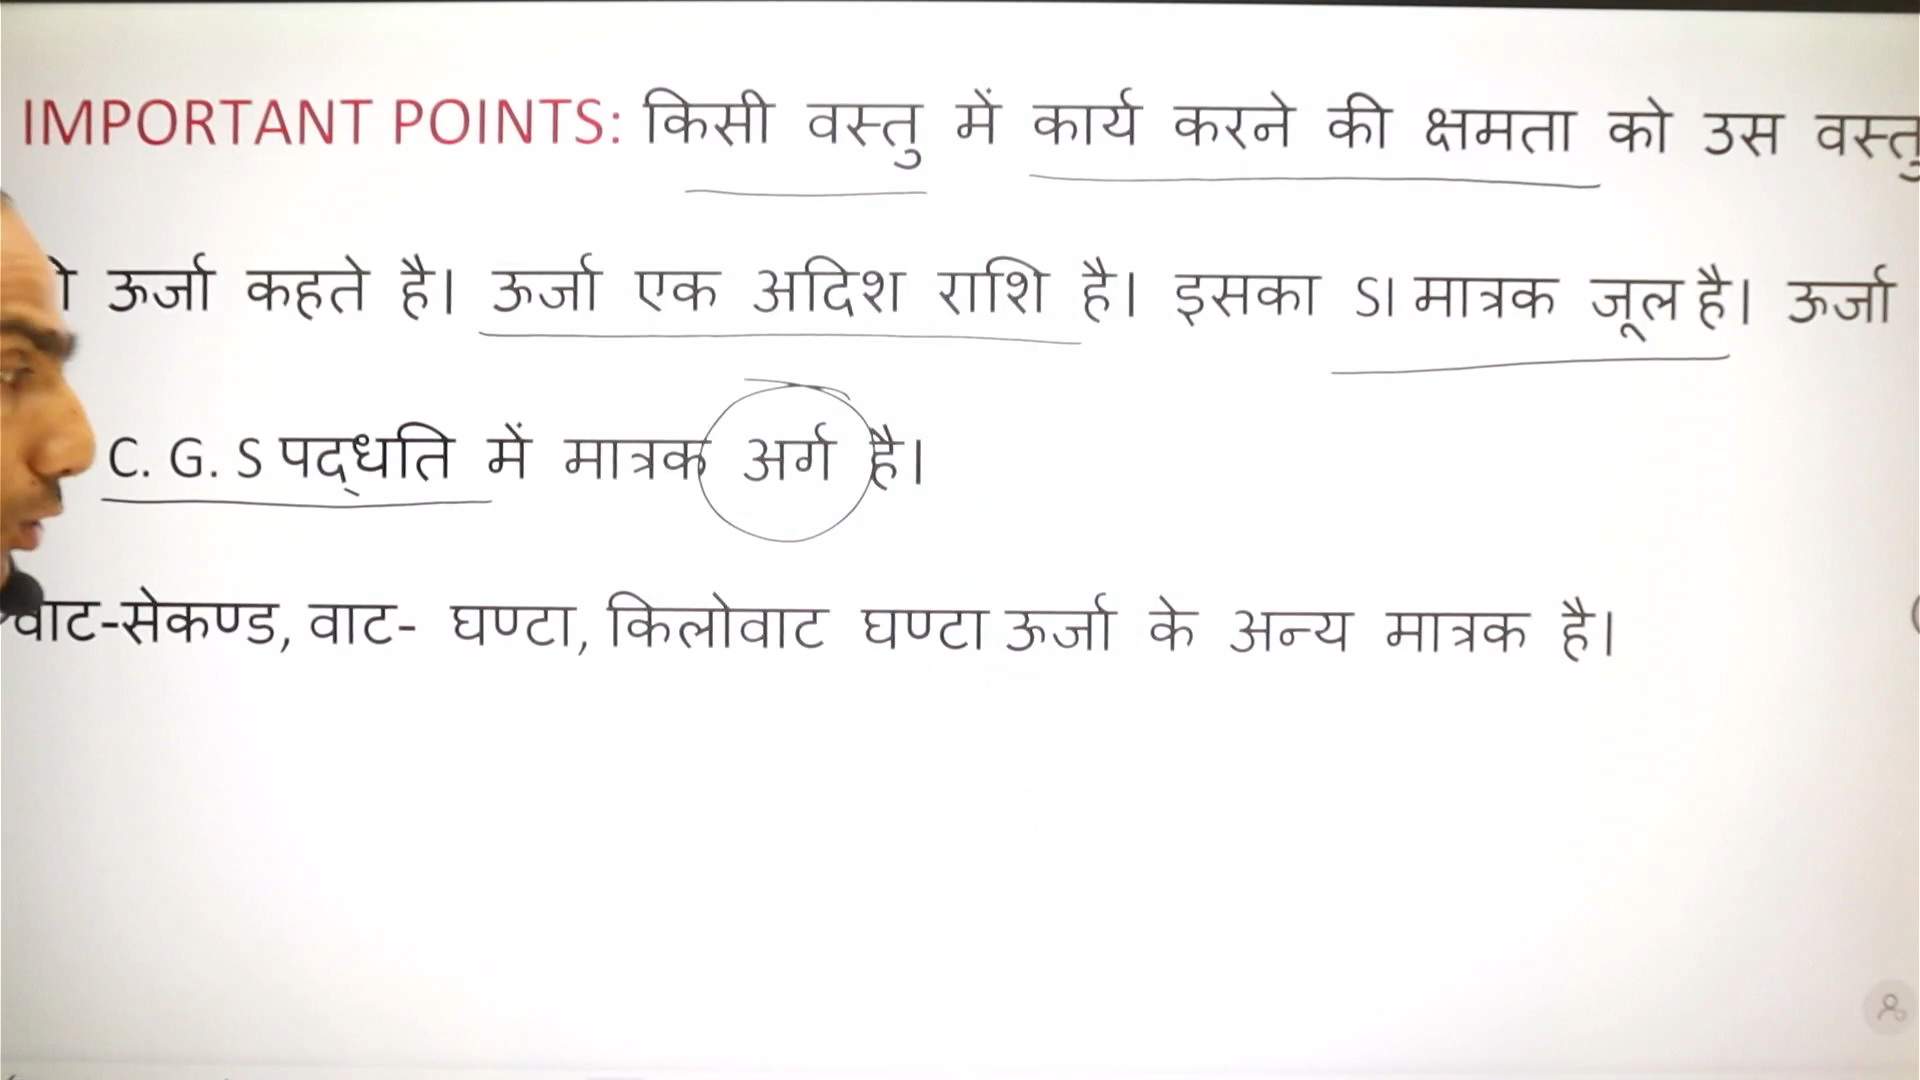 IMPORTANT POINTS: किसी वस्तु में कार्य करने की क्षमता को उस वस्तु
ऊर्जा कहते है। ऊर्जा एक अदिश राशि है। इसका SI मात्रक जूल है। ऊर्जा
C. G. S पद्धति में मात्रक अर्ग है।
वाट-सेकण्ड, वाट- घण्टा, किलोवाट घण्टा ऊर्जा के अन्य मात्रक है।